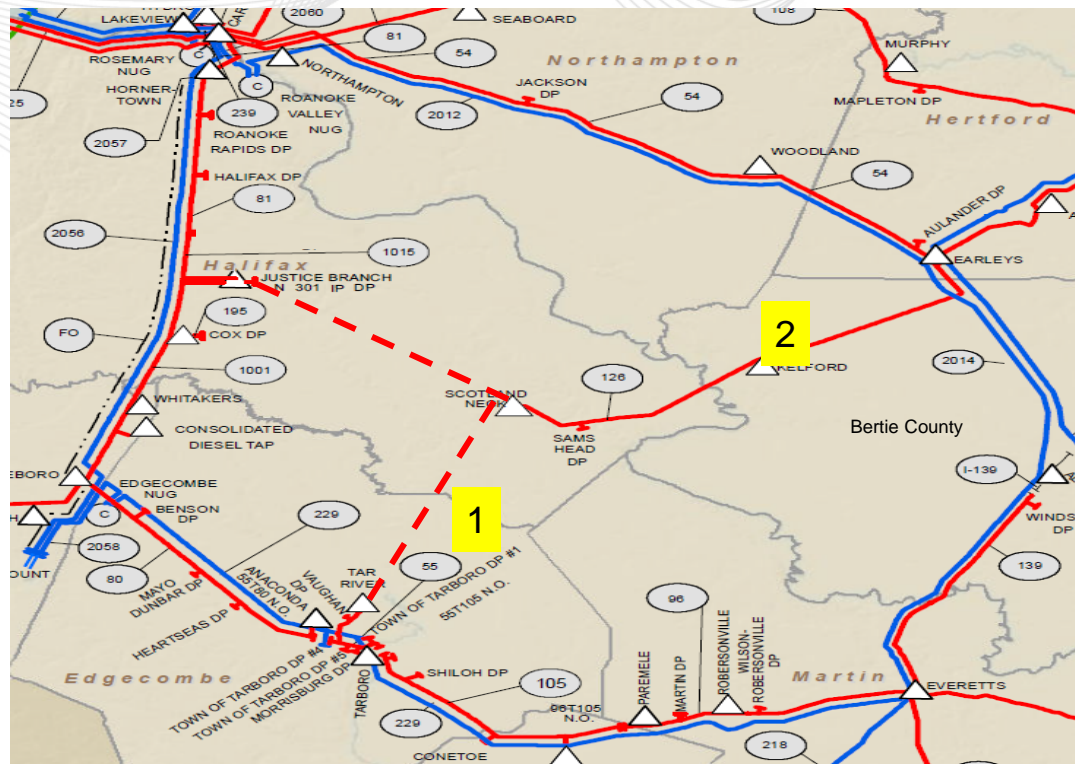 LAKEVIEW
2060
SEABOARD
108
81
54
MURPHY
ROSEMARY
NUG
C
NORTHAMPTON
Northampton
JACKSON
DP
54
MAPLETON DP
HORNER-
TOWN
C
ROANOKE
VALLEY
NUG
25
239
2012
Hertford
ROANOKE
RAPIDS DP
2057
WOODLAND
54
HALIFAX DP
81
AULANDER DP
2056
1015
EARLEYS
Halifax
JUSTICE BRANCH
N 301 IP DP
195
FO
COX DP
2
2014
1001
KELFORD
126
WHITAKERS
SCOTLAND
NECK
Bertie County
CONSOLIDATED
DIESEL TAP
SAMS
HEAD
DP
I-139
EBORO
EDGECOMBE
NUG
BENSON
DP
229
C
1
WINDS
DP
2058
OUNT
80
55
139
MAYO
DUNBAR DP
ANACONDA
DP
55T80 N.O.
VAUGHAN
TAR
RIVER
TOWN OF TARBORO DP #1
55T105 N.O.
96
HEARTSEAS DP
TOWN OF TARBORO DP #4
TOWN OF TARBORO DP #5
MORRISBURG DP
TARBORO
SHILOH DP
PAREMELE
MARTIN DP
ROBERSONVILLE
WILSON-
ROBERSONVILLE
DP
Edgecombe
105
Martin
EVERETTS
229
96T105
N.O.
218
CONETOE